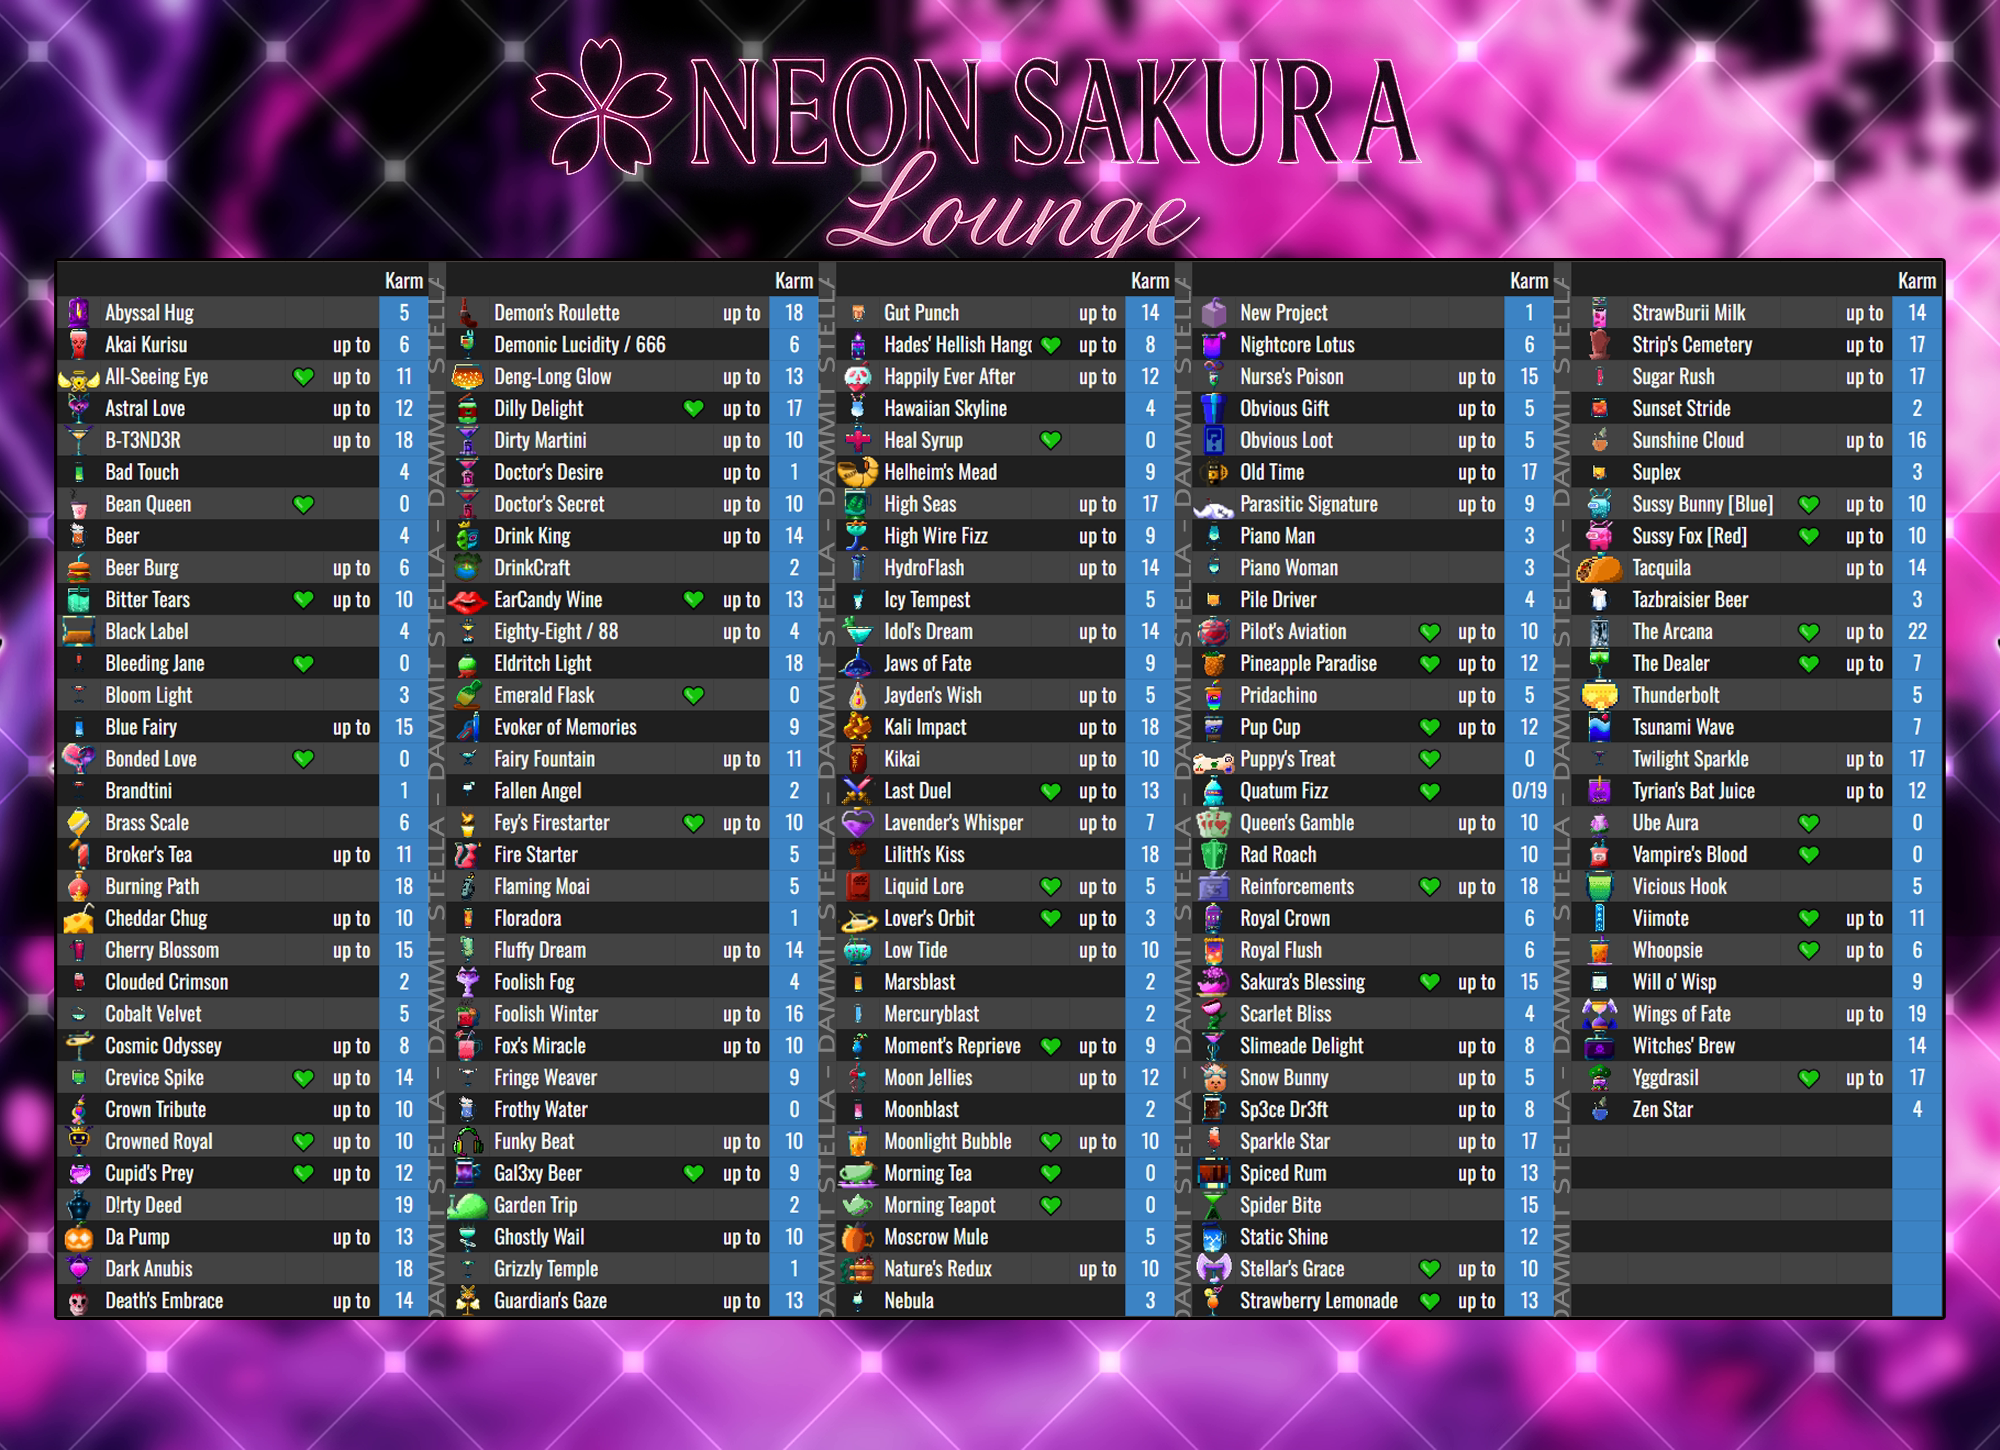 NEON SAKURA
Lounge
Karm
Abyssal Hug 5
Akai Kurisu up to 6
All-Seeing Eye up to 11
Astral Love up to 12
B-T3ND3R up to 18
Bad Touch 4
Bean Queen 0
Beer 4
Beer Burg up to 6
Bitter Tears up to 10
Black Label 4
Bleeding Jane 0
Bloom Light 3
Blue Fairy up to 15
Bonded Love 0
Brandtini 1
Brass Scale 6
Broker's Tea up to 11
Burning Path 18
Cheddar Chug up to 10
Cherry Blossom up to 15
Clouded Crimson 2
Cobalt Velvet 5
Cosmic Odyssey up to 8
Crevice Spike up to 14
Crown Tribute up to 10
Crowned Royal up to 10
Cupid's Prey up to 12
D!rty Deed 19
Da Pump up to 13
Dark Anubis 18
Death's Embrace up to 14
STELLA - DAMMIT STELLA - DAMMIT STELLA - DAMMIT STELLA
Karm
Demon's Roulette up to 18
Demonic Lucidity / 666 6
Deng-Long Glow up to 13
Dilly Delight up to 17
Dirty Martini up to 10
Doctor's Desire up to 1
Doctor's Secret up to 10
Drink King up to 14
DrinkCraft 2
EarCandy Wine up to 13
Eighty-Eight / 88 up to 4
Eldritch Light 18
Emerald Flask 0
Evoker of Memories 9
Fairy Fountain up to 11
Fallen Angel 2
Fey's Firestarter up to 10
Fire Starter 5
Flaming Moai 5
Floradora 1
Fluffy Dream up to 14
Foolish Fog 4
Foolish Winter up to 16
Fox's Miracle up to 10
Fringe Weaver 9
Frothy Water 0
Funky Beat up to 10
Gal3xy Beer up to 9
Garden Trip 2
Ghostly Wail up to 10
Grizzly Temple 1
Guardian's Gaze up to 13
STELLA - DAMMIT STELLA - DAMMIT STELLA - DAMMIT STELLA
Karm
Gut Punch up to 14
Hades' Hellish Hang up to 8
Happily Ever After up to 12
Hawaiian Skyline 4
Heal Syrup 0
Helheim's Mead 9
High Seas up to 17
High Wire Fizz up to 9
HydroFlash up to 14
Icy Tempest 5
Idol's Dream up to 14
Jaws of Fate 9
Jayden's Wish up to 5
Kali Impact up to 18
Kikai up to 10
Last Duel up to 13
Lavender's Whisper up to 7
Lilith's Kiss 18
Liquid Lore up to 5
Lover's Orbit up to 3
Low Tide up to 10
Marsblast 2
Mercuryblast 2
Moment's Reprieve up to 9
Moon Jellies up to 12
Moonblast 2
Moonlight Bubble up to 10
Morning Tea 0
Morning Teapot 0
Moscrow Mule 5
Nature's Redux up to 10
Nebula 3
STELLA - DAMMIT STELLA - DAMMIT STELLA - DAMMIT STELLA
Karm
New Project 1
Nightcore Lotus 6
Nurse's Poison up to 15
Obvious Gift up to 5
Obvious Loot up to 5
Old Time up to 17
Parasitic Signature up to 9
Piano Man 3
Piano Woman 3
Pile Driver 4
Pilot's Aviation up to 10
Pineapple Paradise up to 12
Pridachino up to 5
Pup Cup up to 12
Puppy's Treat 0
Quatum Fizz 0/19
Queen's Gamble up to 10
Rad Roach 10
Reinforcements up to 18
Royal Crown 6
Royal Flush 6
Sakura's Blessing up to 15
Scarlet Bliss 4
Slimeade Delight up to 8
Snow Bunny up to 5
Sp3ce Dr3ft up to 8
Sparkle Star up to 17
Spiced Rum up to 13
Spider Bite 15
Static Shine 12
Stellar's Grace up to 10
Strawberry Lemonade up to 13
STELLA - DAMMIT STELLA - DAMMIT STELLA - DAMMIT STELLA
Karm
StrawBurii Milk up to 14
Strip's Cemetery up to 17
Sugar Rush up to 17
Sunset Stride 2
Sunshine Cloud up to 16
Suplex 3
Sussy Bunny [Blue] up to 10
Sussy Fox [Red] up to 10
Tacquila up to 14
Tazbraisier Beer 3
The Arcana up to 22
The Dealer up to 7
Thunderbolt 5
Tsunami Wave 7
Twilight Sparkle up to 17
Tyrian's Bat Juice up to 12
Ube Aura 0
Vampire's Blood 0
Vicious Hook 5
Viimote up to 11
Whoopsie up to 6
Will o' Wisp 9
Wings of Fate up to 19
Witches' Brew 14
Yggdrasil up to 17
Zen Star 4